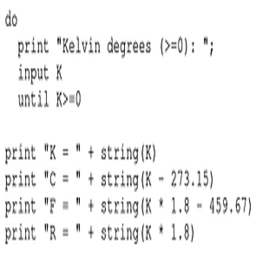 do
  print "Kelvin degrees (>=0): ";
  input K
  until K>=0

print "K = " + string(K)
print "C = " + string(K - 273.15)
print "F = " + string(K * 1.8 - 459.67)
print "R = " + string(K * 1.8)